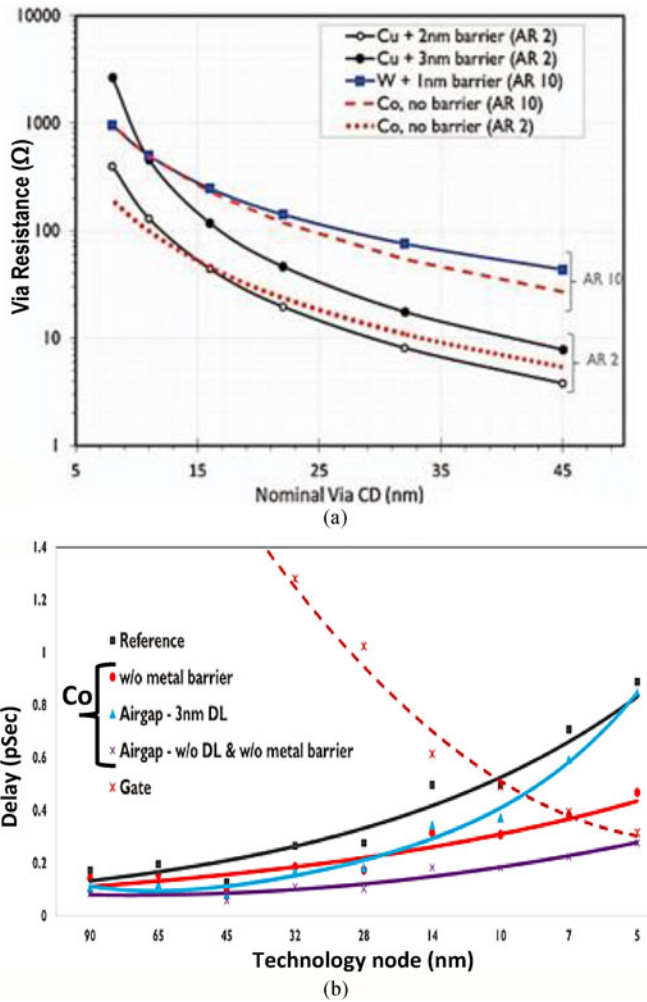 10000
1000
100
10
1
Via Resistance (Ω)
Cu + 2nm barrier (AR 2)
Cu + 3nm barrier (AR 2)
W + 1nm barrier (AR 10)
Co, no barrier (AR 10)
Co, no barrier (AR 2)
AR 10
AR 2
5 15 25 35 45
Nominal Via CD (nm)
(a)
1.4
1.2
1
0.8
0.6
0.4
0.2
0
Delay (pSec)
Reference
Co
w/o metal barrier
Airgap - 3nm DL
Airgap - w/o DL & w/o metal barrier
Gate
90 65 45 32 28 14 10 7 5
Technology node (nm)
(b)